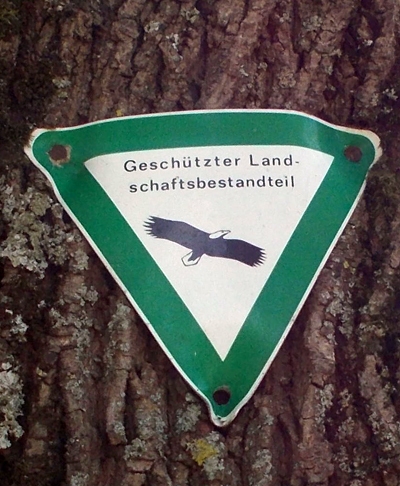 Geschützter Land-
schaftsbestandteil